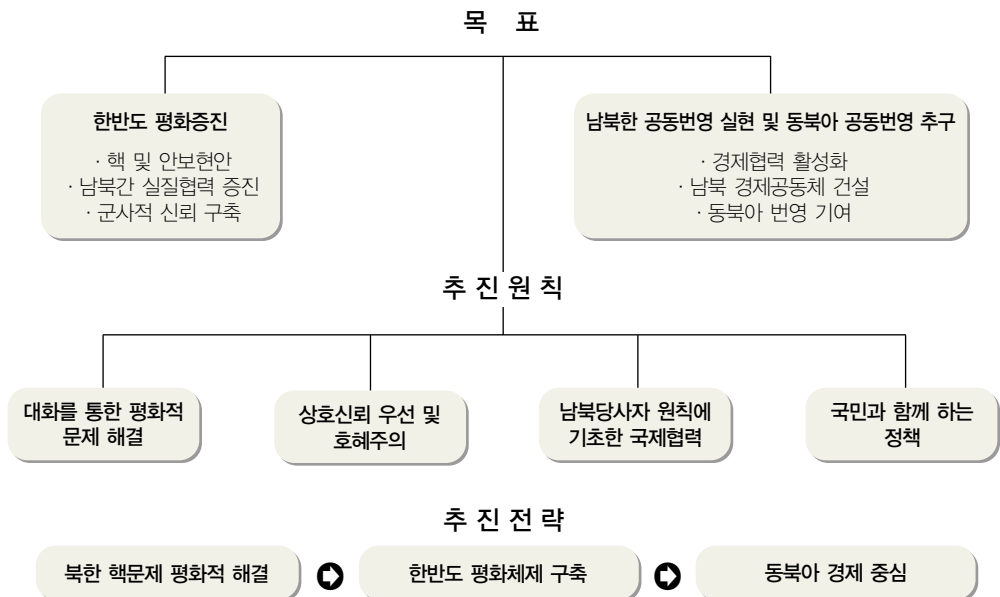 목 표
한반도 평화증진
· 핵 및 안보현안
· 남북간 실질협력 증진
· 군사적 신뢰 구축
남북한 공동번영 실현 및 동북아 공동번영 추구
· 경제협력 활성화
· 남북 경제공동체 건설
· 동북아 번영 기여
추 진 원 칙
대화를 통한 평화적
문제 해결
상호신뢰 우선 및
호혜주의
남북당사자 원칙에
기초한 국제협력
국민과 함께 하는
정책
추 진 전 략
북한 핵문제 평화적 해결
한반도 평화체제 구축
동북아 경제 중심